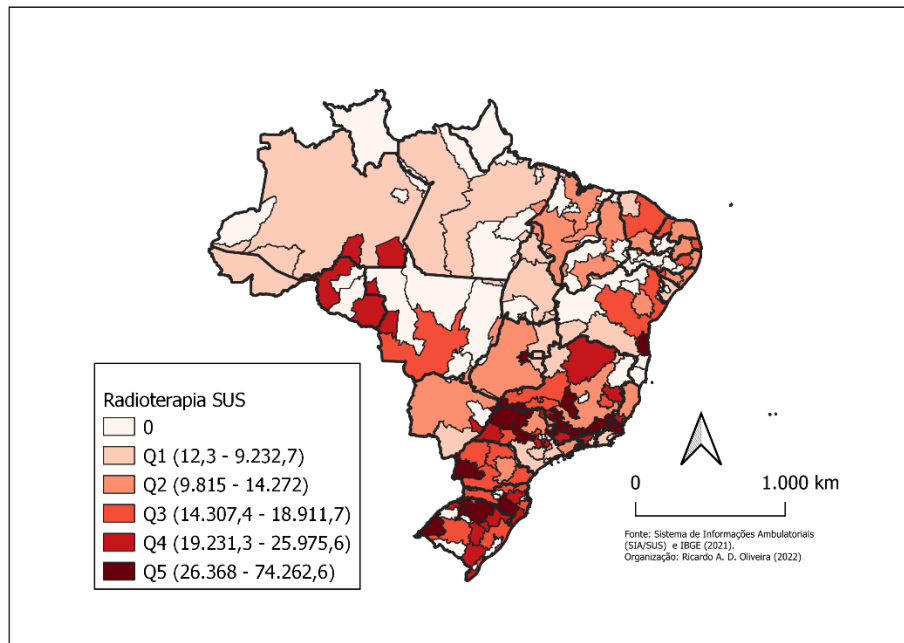 Radioterapia SUS
0
Q1 (12,3 - 9.232,7)
Q2 (9.815 - 14.272)
Q3 (14.307,4 - 18.911,7)
Q4 (19.231,3 - 25.975,6)
Q5 (26.368 - 74.262,6)
0 1.000 km
Fonte: Sistema de Informações Ambulatoriais
(SIA/SUS) e IBGE (2021).
Organização: Ricardo A. D. Oliveira (2022)